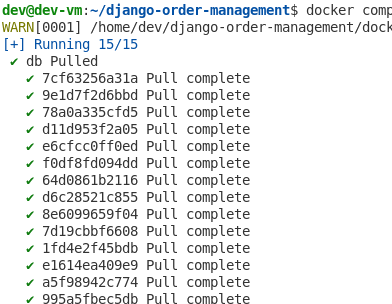 dev@dev-vm:~/django-order-management$ docker comp
WARN[0001] /home/dev/django-order-management/dock
[+] Running 15/15
✔ db Pulled
✔ 7cf63256a31a Pull complete
✔ 9e1d7f2d6bbd Pull complete
✔ 78a0a335cfd5 Pull complete
✔ d11d953f2a05 Pull complete
✔ e6cfcc0ff0ed Pull complete
✔ f0df8fd094dd Pull complete
✔ 64d0861b2116 Pull complete
✔ d6c28521c855 Pull complete
✔ 8e6099659f04 Pull complete
✔ 7d19cbbf6608 Pull complete
✔ 1fd4e2f45bdb Pull complete
✔ e1614ea409e9 Pull complete
✔ a5f98942c774 Pull complete
✔ 995a5fbec5db Pull complete